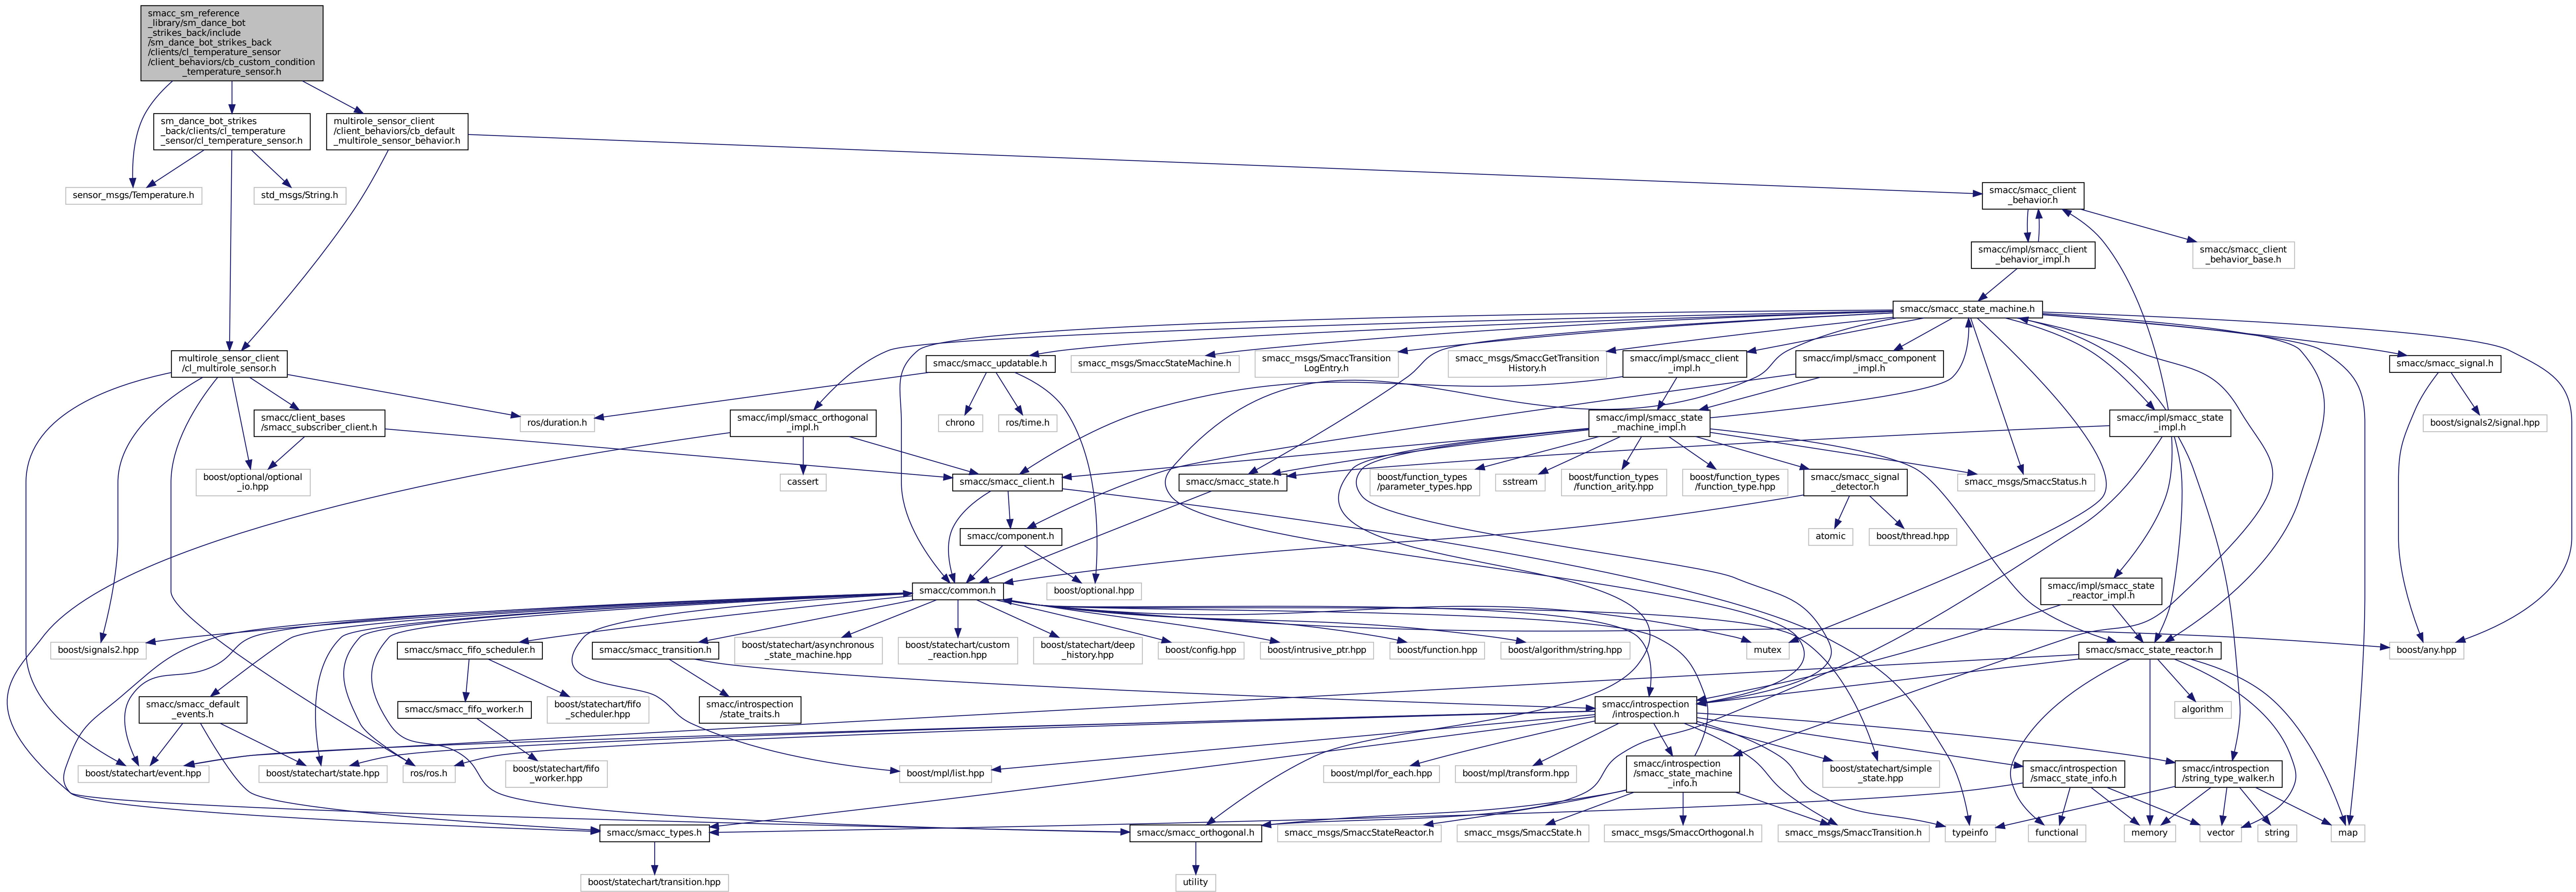 smacc_sm_reference
_library/sm_dance_bot
_strikes_back/include
/sm_dance_bot_strikes_back
/clients/cl_temperature_sensor
/client_behaviors/cb_custom_condition
_temperature_sensor.h
sm_dance_bot_strikes
_back/clients/cl_temperature
_sensor/cl_temperature_sensor.h
multirole_sensor_client
/client_behaviors/cb_default
_multirole_sensor_behavior.h
sensor_msgs/Temperature.h
std_msgs/String.h
smacc/smacc_client
_behavior.h
smacc/impl/smacc_client
_behavior_impl.h
smacc/smacc_client
_behavior_base.h
smacc/smacc_state_machine.h
multirole_sensor_client
/cl_multirole_sensor.h
smacc/smacc_updatable.h
smacc_msgs/SmaccStateMachine.h
smacc_msgs/SmaccTransition
LogEntry.h
smacc_msgs/SmaccGetTransition
History.h
smacc/impl/smacc_client
_impl.h
smacc/impl/smacc_component
_impl.h
smacc/smacc_signal.h
smacc/client_bases
/smacc_subscriber_client.h
ros/duration.h
smacc/impl/smacc_orthogonal
_impl.h
chrono
ros/time.h
smacc/impl/smacc_state
_machine_impl.h
smacc/impl/smacc_state
_impl.h
boost/signals2/signal.hpp
boost/optional/optional
_io.hpp
cassert
smacc/smacc_client.h
smacc/smacc_state.h
boost/function_types
/parameter_types.hpp
sstream
boost/function_types
/function_arity.hpp
boost/function_types
/function_type.hpp
smacc/smacc_signal
_detector.h
smacc_msgs/SmaccStatus.h
smacc/component.h
atomic
boost/thread.hpp
smacc/common.h
boost/optional.hpp
smacc/impl/smacc_state
_reactor_impl.h
boost/signals2.hpp
smacc/smacc_fifo_scheduler.h
smacc/smacc_transition.h
boost/statechart/asynchronous
_state_machine.hpp
boost/statechart/custom
_reaction.hpp
boost/statechart/deep
_history.hpp
boost/config.hpp
boost/intrusive_ptr.hpp
boost/function.hpp
boost/algorithm/string.hpp
mutex
smacc/smacc_state_reactor.h
boost/any.hpp
smacc/smacc_default
_events.h
smacc/smacc_fifo_worker.h
boost/statechart/fifo
_scheduler.hpp
smacc/introspection
/state_traits.h
smacc/introspection
/introspection.h
algorithm
boost/statechart/event.hpp
boost/statechart/state.hpp
ros/ros.h
boost/statechart/fifo
_worker.hpp
boost/mpl/list.hpp
boost/mpl/for_each.hpp
boost/mpl/transform.hpp
smacc/introspection
/smacc_state_machine
_info.h
boost/statechart/simple
_state.hpp
smacc/introspection
/smacc_state_info.h
smacc/introspection
/string_type_walker.h
smacc/smacc_types.h
smacc/smacc_orthogonal.h
smacc_msgs/SmaccStateReactor.h
smacc_msgs/SmaccState.h
smacc_msgs/SmaccOrthogonal.h
smacc_msgs/SmaccTransition.h
typeinfo
functional
memory
vector
string
map
boost/statechart/transition.hpp
utility